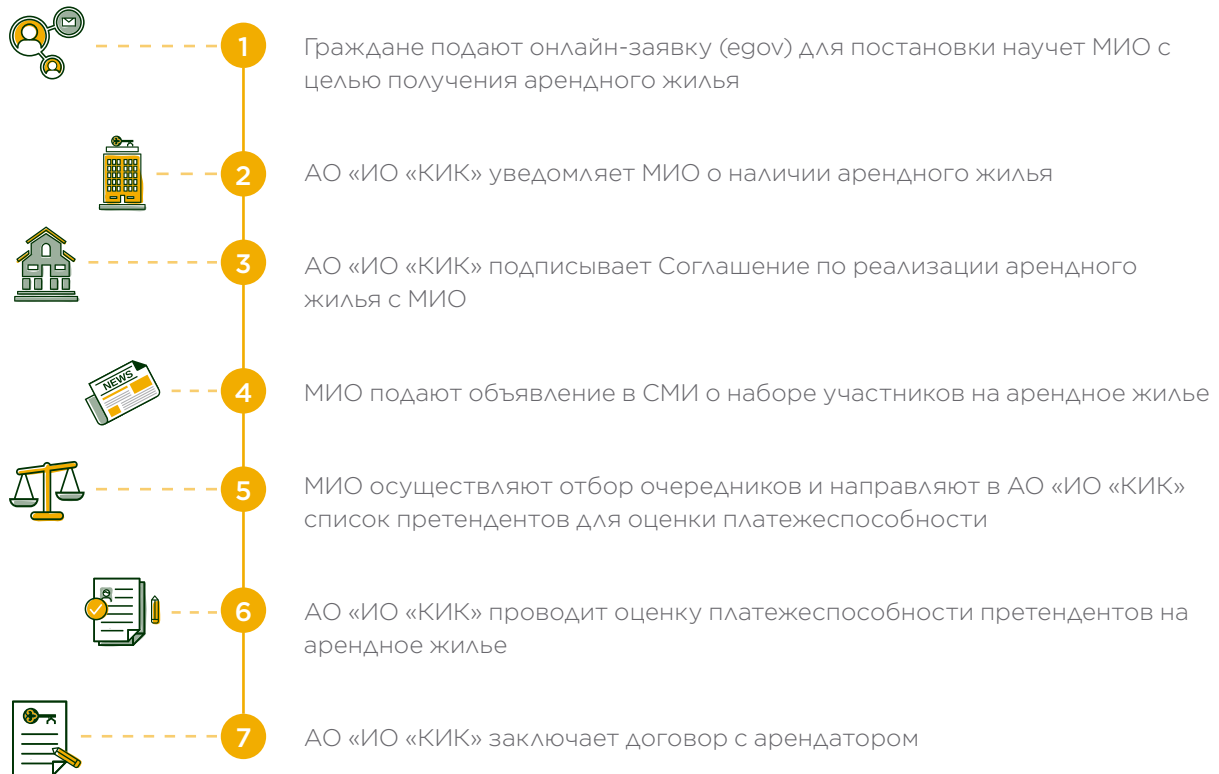 1
Граждане подают онлайн-заявку (egov) для постановки научет МИО с
целью получения арендного жилья
2
АО «ИО «КИК» уведомляет МИО о наличии арендного жилья
3
АО «ИО «КИК» подписывает Соглашение по реализации арендного
жилья с МИО
NEWS
4
МИО подают объявление в СМИ о наборе участников на арендное жилье
5
МИО осуществляют отбор очередников и направляют в АО «ИО «КИК»
список претендентов для оценки платежеспособности
6
АО «ИО «КИК» проводит оценку платежеспособности претендентов на
арендное жилье
7
АО «ИО «КИК» заключает договор с арендатором